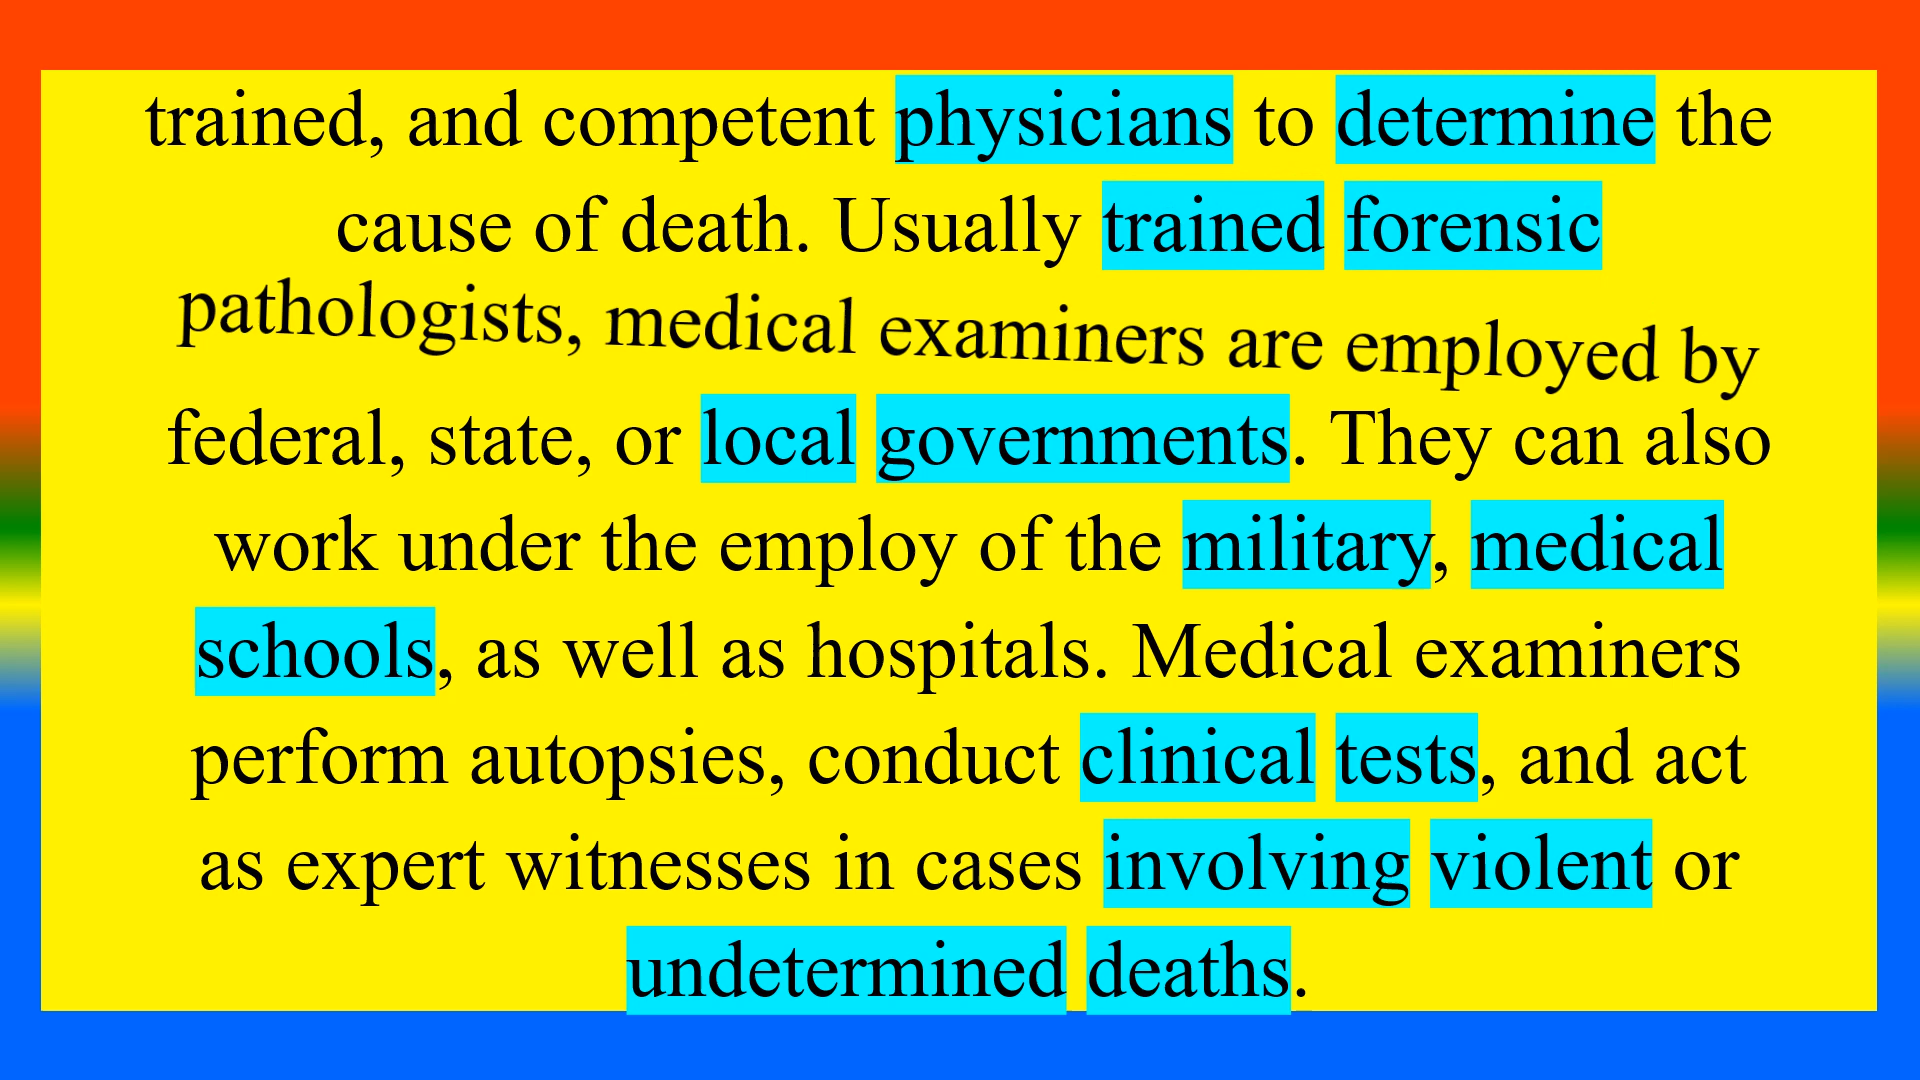 trained, and competent physicians to determine the
cause of death. Usually trained forensic
pathologists, medical examiners are employed by
federal, state, or local governments. They can also
work under the employ of the military, medical
schools, as well as hospitals. Medical examiners
perform autopsies, conduct clinical tests, and act
as expert witnesses in cases involving violent or
undetermined deaths.